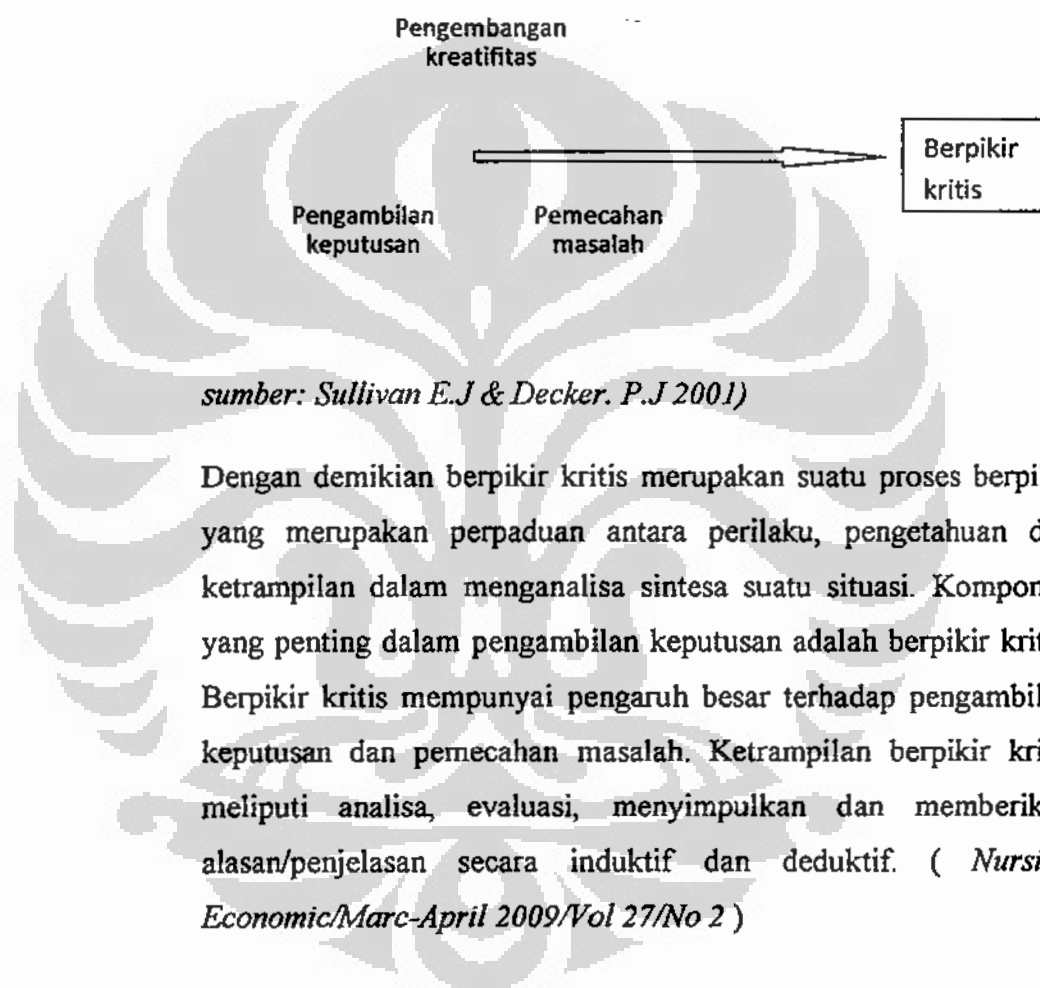 Pengembangan
kreatifitas
Berpikir
kritis
Pengambilan
keputusan
Pemecahan
masalah
sumber: Sullivan E.J & Decker. P.J 2001)
Dengan demikian berpikir kritis merupakan suatu proses berpi
yang merupakan perpaduan antara perilaku, pengetahuan d
ketrampilan dalam menganalisa sintesa suatu situasi. Kompon
yang penting dalam pengambilan keputusan adalah berpikir krit
Berpikir kritis mempunyai pengaruh besar terhadap pengambil
keputusan dan pemecahan masalah. Ketrampilan berpikir kri
meliputi analisa, evaluasi, menyimpulkan dan memberik
alasan/penjelasan secara induktif dan deduktif. ( Nursi
Economic/Marc-April 2009/Vol 27/No 2 )